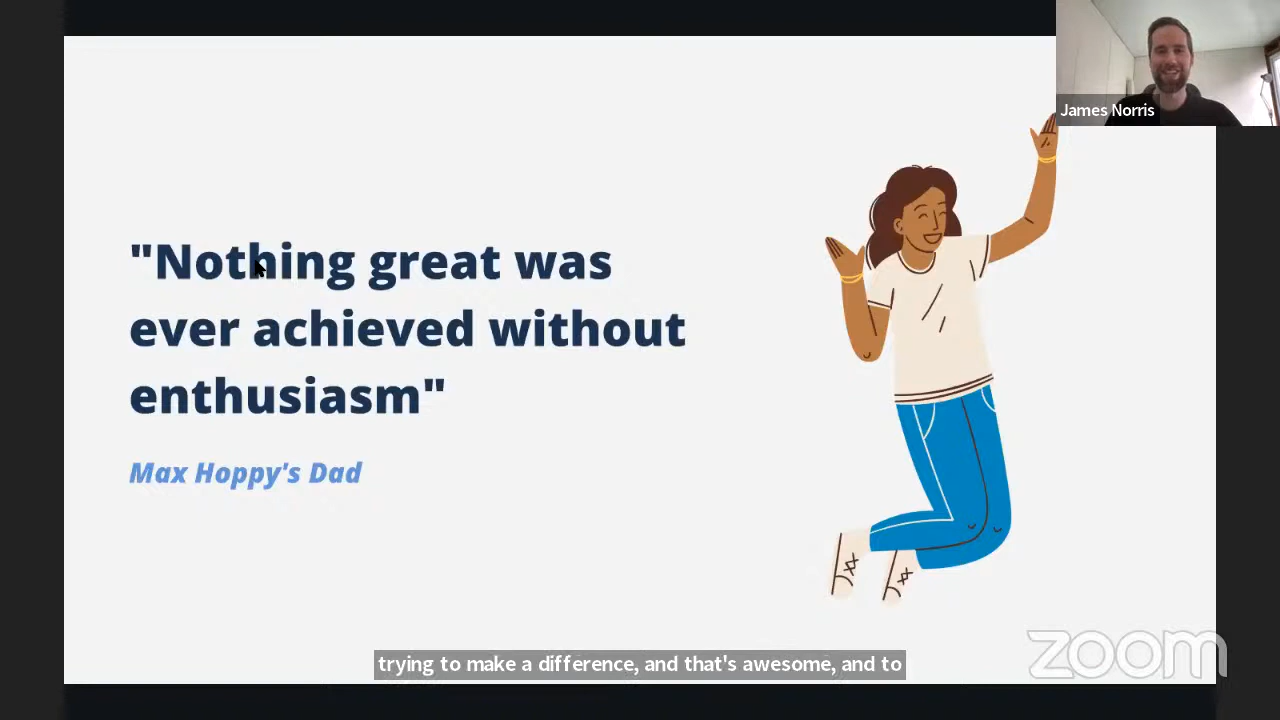 James Norris
"Nothing great was
ever achieved without
enthusiasm"
Max Hoppy's Dad
trying to make a difference, and that's awesome, and to
zoom